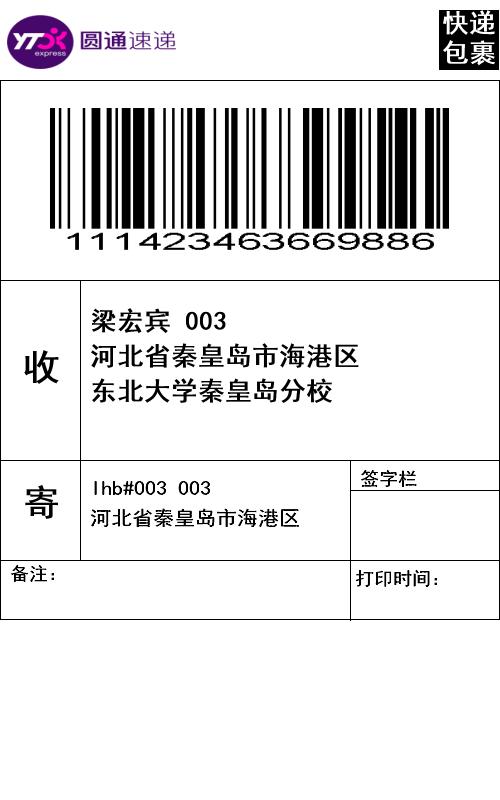 YTO express 圆通速递
快递
包裹
111423463669886
收
梁宏宾 003
河北省秦皇岛市海港区
东北大学秦皇岛分校
寄
lhb#003 003
河北省秦皇岛市海港区
签字栏
备注：
打印时间：